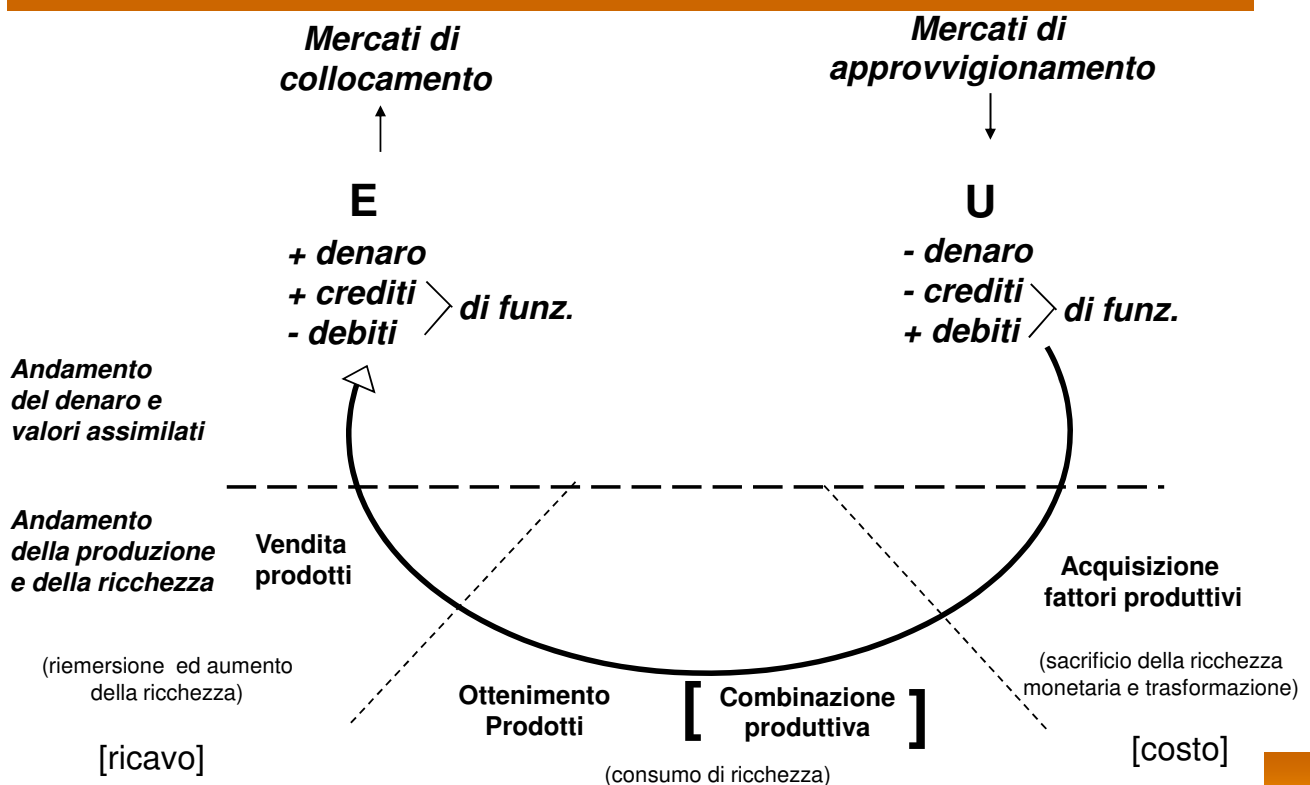 Mercati di
collocamento
Mercati di
approvvigionamento
E
+ denaro
+ crediti
- debiti
di funz.
U
- denaro
- crediti
+ debiti
di funz.
Andamento
del denaro e
valori assimilati
Andamento
della produzione
e della ricchezza
Vendita
prodotti
Acquisizione
fattori produttivi
(riemersione ed aumento
della ricchezza)
(sacrificio della ricchezza
monetaria e trasformazione)
Ottenimento
Prodotti
[ Combinazione
produttiva ]
(consumo di ricchezza)
[ricavo]
[costo]